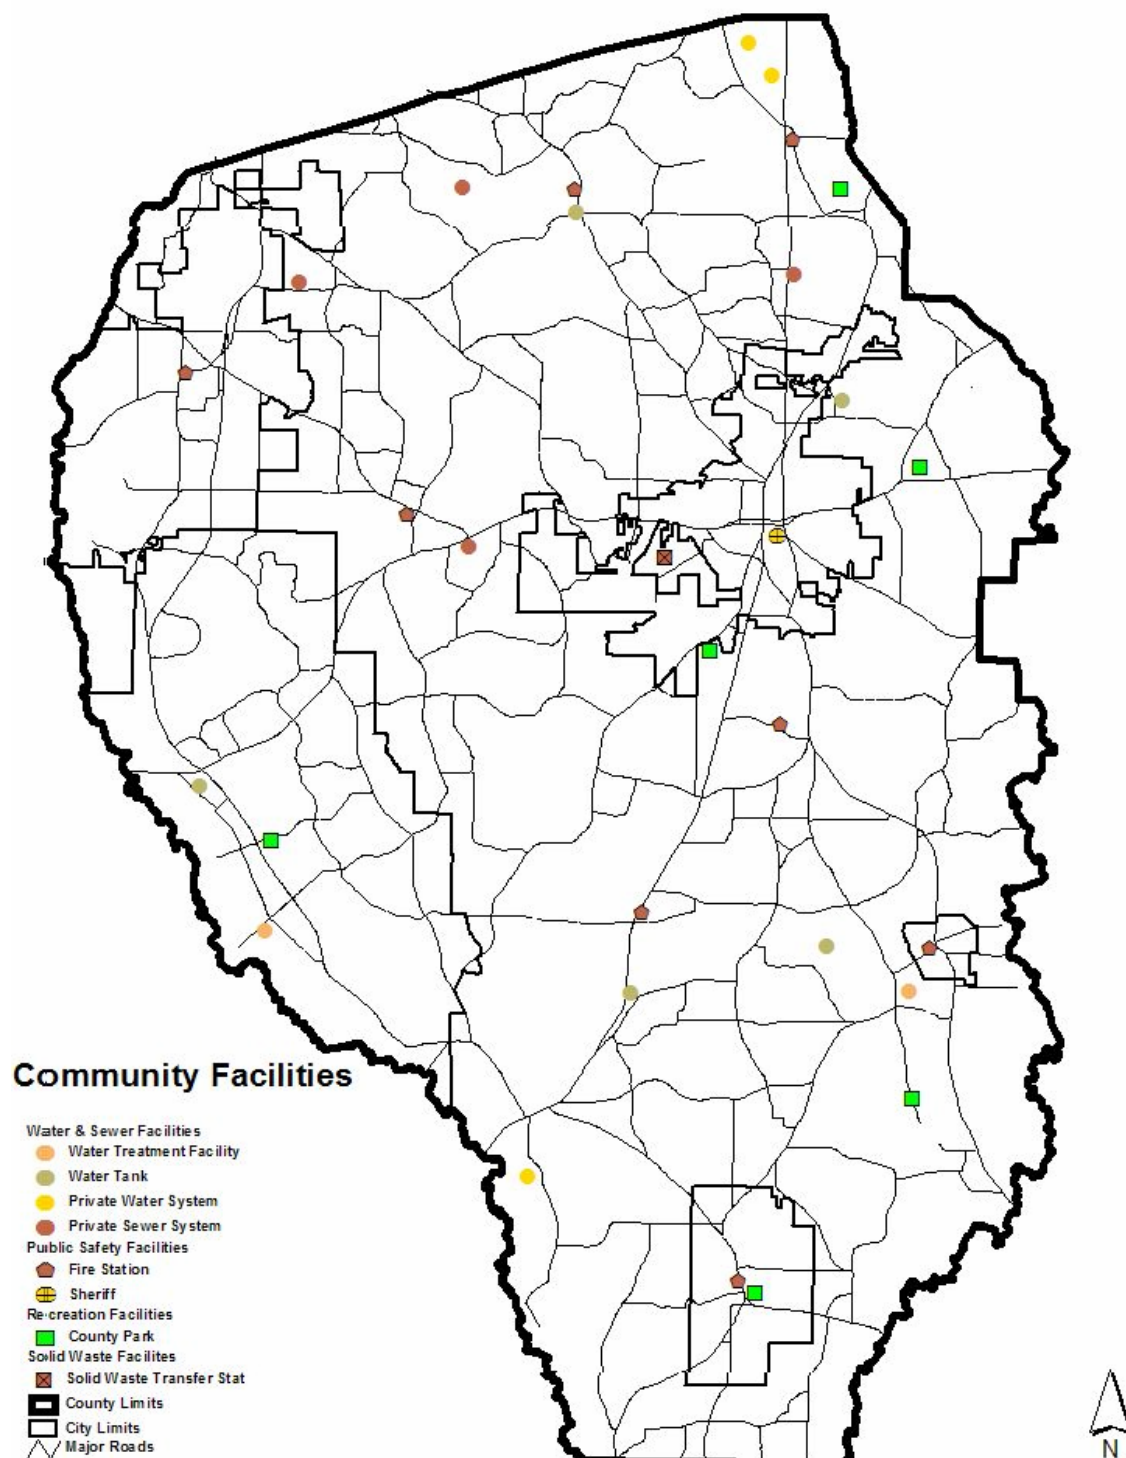 Community Facilities
Water & Sewer Facilities
Water Treatment Facility
Water Tank
Private Water System
Private Sewer System
Public Safety Facilities
Fire Station
Sheriff
Recreation Facilities
County Park
Solid Waste Facilites
Solid Waste Transfer Stat
County Limits
City Limits
Major Roads
N